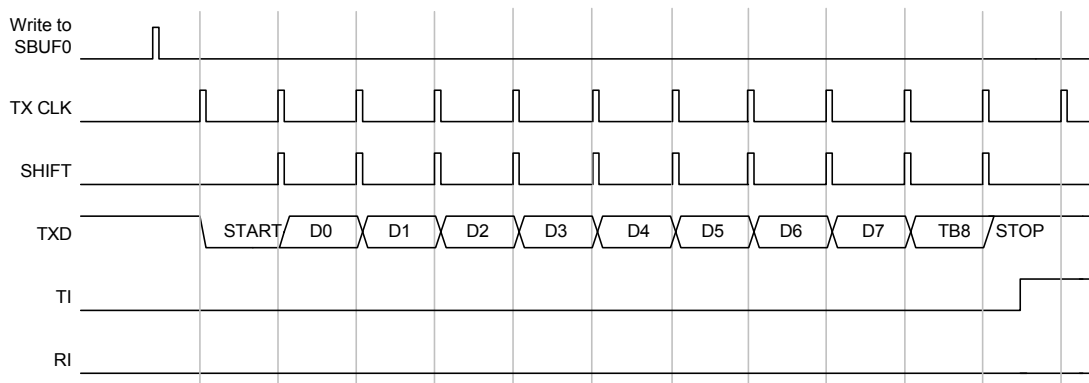 Write to
SBUF0
TX CLK
SHIFT
TXD START D0 D1 D2 D3 D4 D5 D6 D7 TB8 STOP
TI
RI